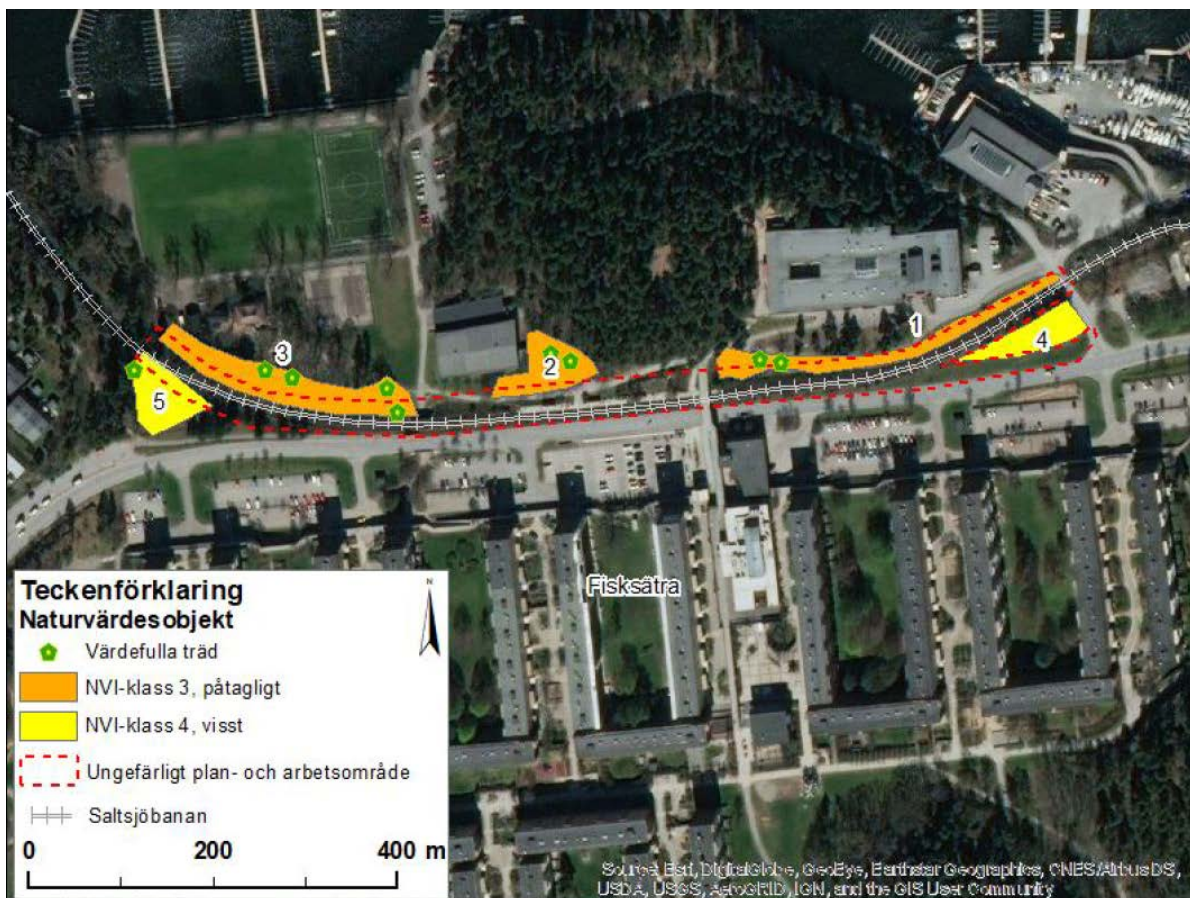 3
2
1
4
5
Fisksätra
Teckenförklaring
Naturvärdesobjekt
N
Värdefulla träd
NVI-klass 3, påtagligt
NVI-klass 4, visst
Ungefärligt plan- och arbetsområde
Saltsjöbanan
0 200 400 m
Source: Esri, DigitalGlobe, GeoEye, Earthstar Geographics, CNES/Airbus DS,
USDA, USGS, AeroGRID, IGN, and the GIS User Community